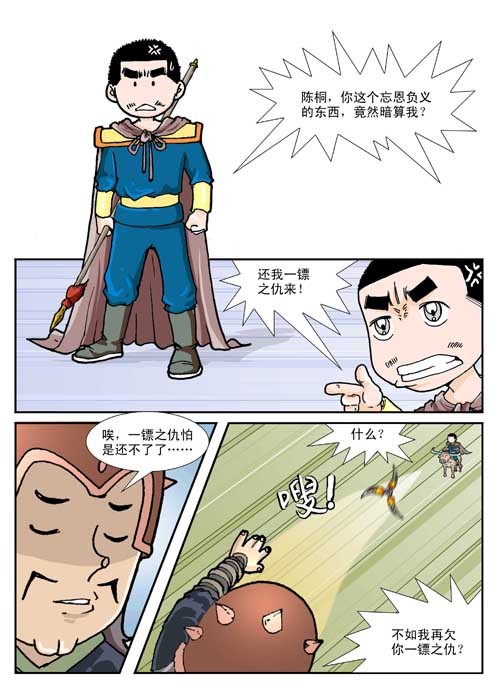 陈桐，你这个忘恩负义
的东西，竟然暗算我？
还我一镖
之仇来！
唉，一镖之仇怕
是还不了了……
什么？
嗖！
不如我再欠
你一镖之仇？